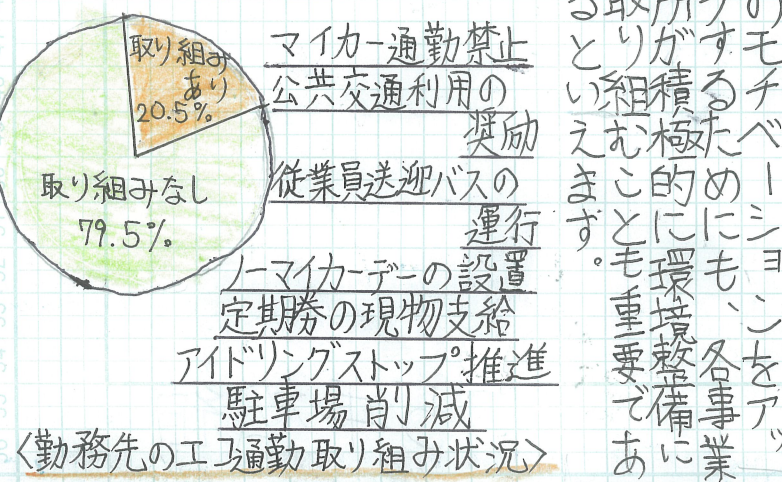 取り組み
あり
20.5%
取り組みなし
79.5%
マイカー通勤禁止
公共交通利用の
奨励
従業員送迎バスの
運行
ノーマイカーデーの設置
定期券の現物支給
アイドリングストップ推進
駐車場削減
〈勤務先のエコ通勤取り組み状況〉
のモチベーションをアッ
プするためにも、各事業
所が積極的に環境整備に
取り組むことも重要であ
るといえます。